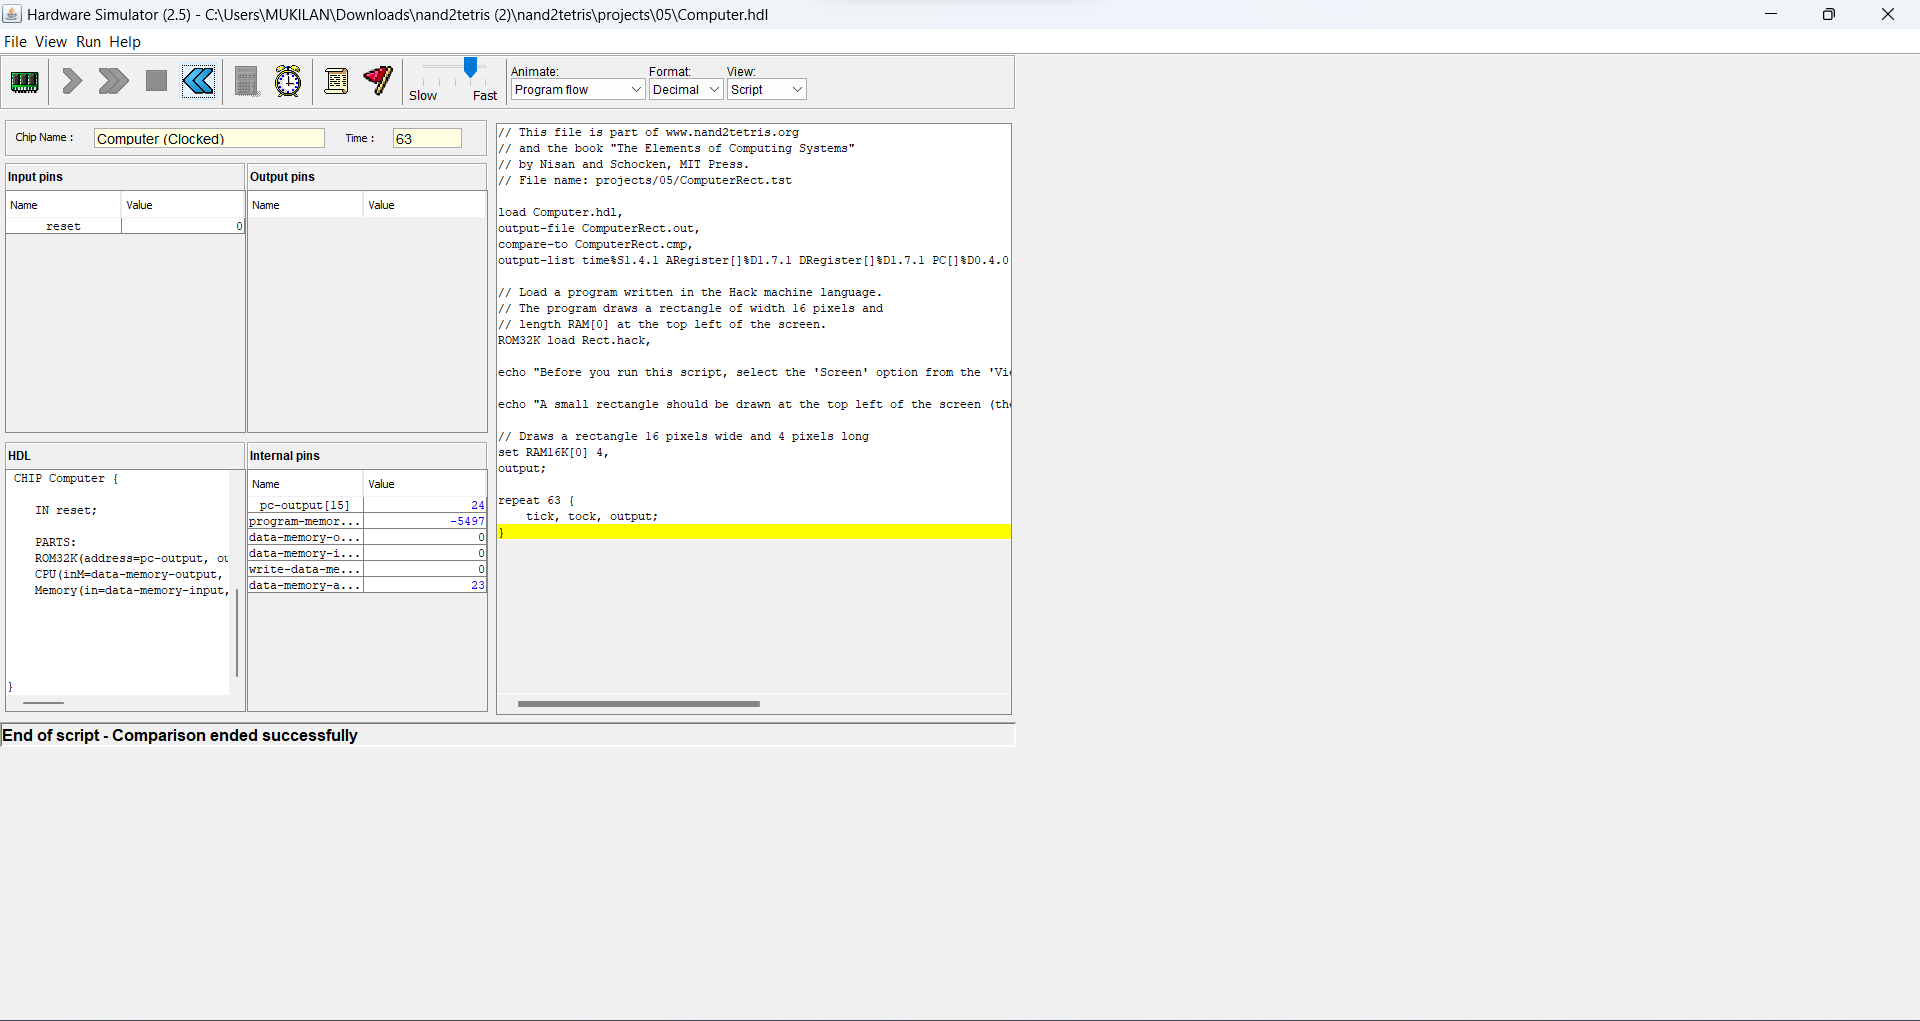 Hardware Simulator (2.5) - C:\Users\MUKILAN\Downloads\nand2tetris (2)\nand2tetris\projects\05\Computer.hdl
File View Run Help
Slow Fast
Animate:
Program flow
Format:
Decimal
View:
Script
Chip Name :
Computer (Clocked)
Time :
63
Input pins
Name Value
reset 0
Output pins
Name Value
HDL
CHIP Computer {
IN reset;
PARTS:
ROM32K(address=pc-output, ou
CPU(inM=data-memory-output,
Memory(in=data-memory-input,
}
Internal pins
Name Value
pc-output[15] 24
program-memor... -5497
data-memory-o... 0
data-memory-i... 0
write-data-me... 0
data-memory-a... 23
// This file is part of www.nand2tetris.org
// and the book "The Elements of Computing Systems"
// by Nisan and Schocken, MIT Press.
// File name: projects/05/ComputerRect.tst
load Computer.hdl,
output-file ComputerRect.out,
compare-to ComputerRect.cmp,
output-list time%S1.4.1 ARegister[]%D1.7.1 DRegister[]%D1.7.1 PC[]%D0.4.0
// Load a program written in the Hack machine language.
// The program draws a rectangle of width 16 pixels and
// length RAM[0] at the top left of the screen.
ROM32K load Rect.hack,
echo "Before you run this script, select the 'Screen' option from the 'Vie
echo "A small rectangle should be drawn at the top left of the screen (the
// Draws a rectangle 16 pixels wide and 4 pixels long
set RAM16K[0] 4,
output;
repeat 63 {
tick, tock, output;
}
End of script - Comparison ended successfully